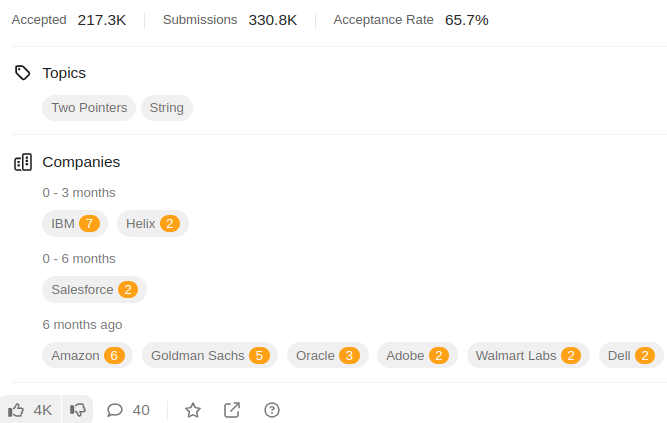 Accepted 217.3K Submissions 330.8K Acceptance Rate 65.7%
Topics
Two Pointers String
Companies
0 - 3 months
IBM 7 Helix 2
0 - 6 months
Salesforce 2
6 months ago
Amazon 6 Goldman Sachs 5 Oracle 3 Adobe 2 Walmart Labs 2 Dell 2
4K 40